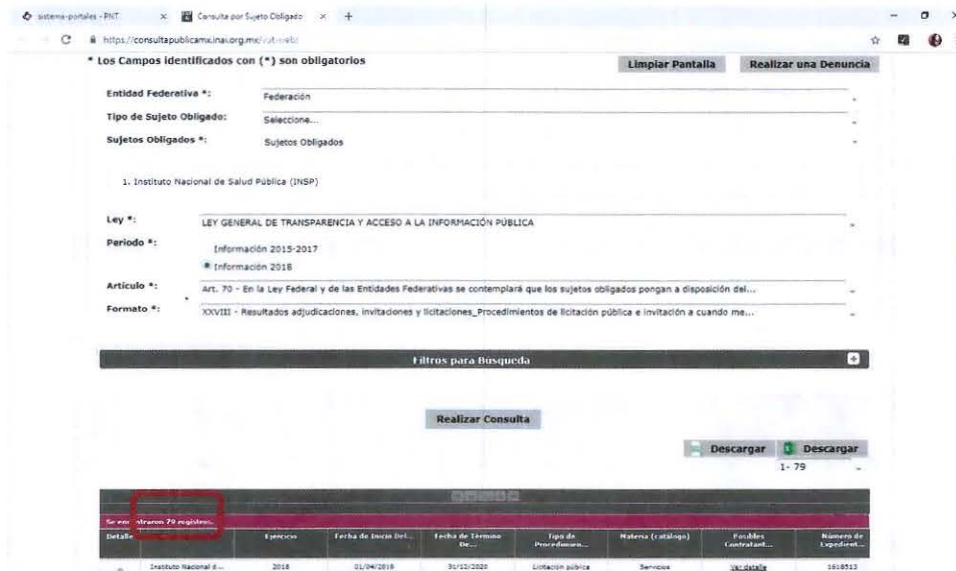 sistema-portales - PNT
Consulta por Sujeto Obligado
https://consultapublicamx.inai.org.mx/vut-web/
* Los Campos identificados con (*) son obligatorios
Limpiar Pantalla
Realizar una Denuncia
Entidad Federativa *:
Federación
Tipo de Sujeto Obligado:
Seleccione...
Sujetos Obligados *:
Sujetos Obligados
1. Instituto Nacional de Salud Pública (INSP)
Ley *:
LEY GENERAL DE TRANSPARENCIA Y ACCESO A LA INFORMACIÓN PÚBLICA
Periodo *:
Información 2015-2017
Información 2018
Artículo *:
Art. 70 - En la Ley Federal y de las Entidades Federativas se contemplará que los sujetos obligados pongan a disposición del...
Formato *:
XXVIII - Resultados adjudicaciones, invitaciones y licitaciones_Procedimientos de licitación pública e invitación a cuando me...
Filtros para Búsqueda
Realizar Consulta
Descargar
Descargar
1- 79
Se encontraron 79 registros.
Detalle
Ejercicio
Fecha de Inicio Del...
Fecha de Término De...
Tipo de Procedimien...
Materia (catálogo)
Posibles Contratant...
Número de Expedient...
Instituto Nacional d...
2018
01/04/2018
31/12/2020
Licitación pública
Servicios
Ver detalle
1618513